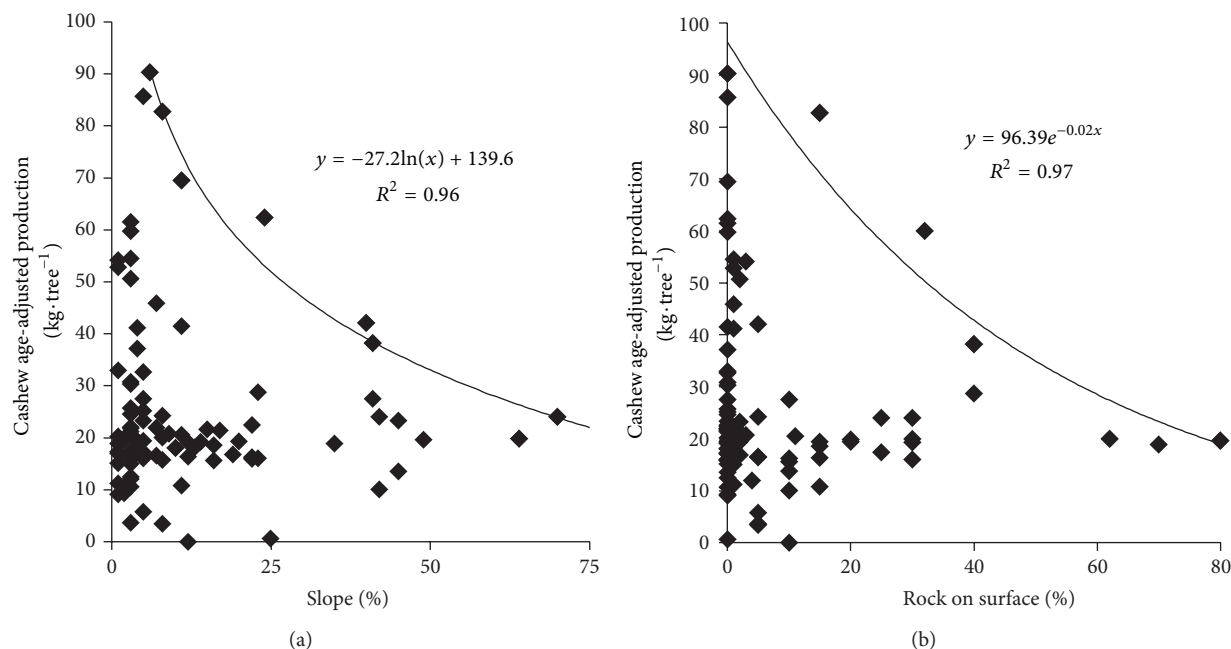 100
90
80
70
60
50
40
30
20
10
0
Cashew age-adjusted production
(kg·tree⁻¹)
y = −27.2ln(x) + 139.6
R² = 0.96
0 25 50 75
Slope (%)
(a)
100
90
80
70
60
50
40
30
20
10
0
Cashew age-adjusted production
(kg·tree⁻¹)
y = 96.39e⁻⁰·⁰²ˣ
R² = 0.97
0 20 40 60 80
Rock on surface (%)
(b)